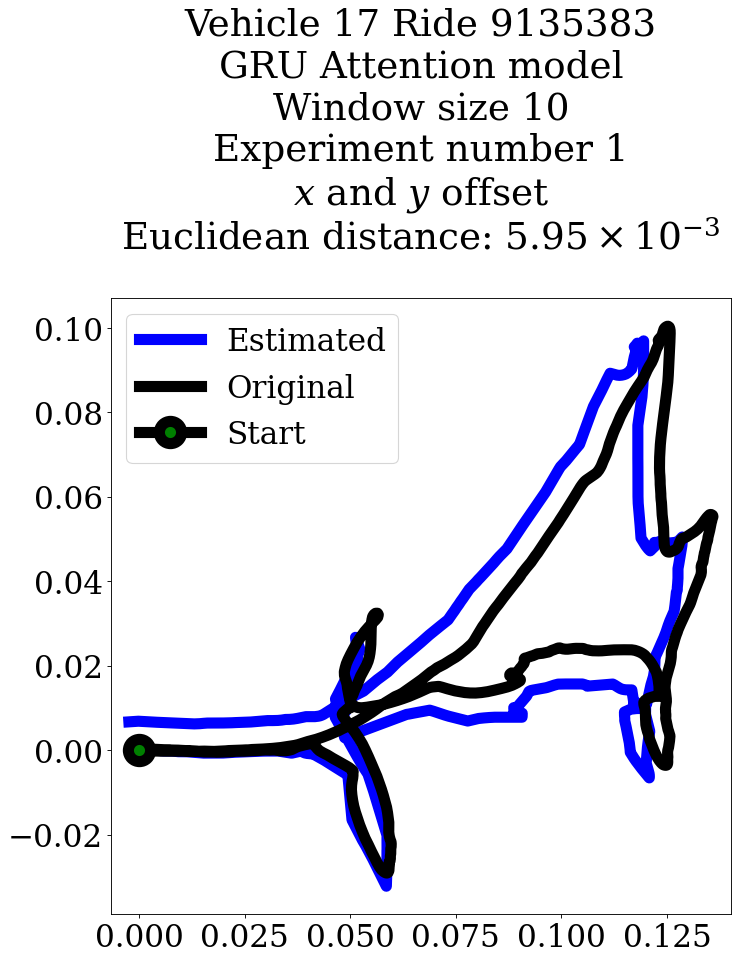 Vehicle 17 Ride 9135383
GRU Attention model
Window size 10
Experiment number 1
x and y offset
Euclidean distance: 5.95 × 10⁻³
Estimated
Original
Start
0.10
0.08
0.06
0.04
0.02
0.00
−0.02
0.000 0.025 0.050 0.075 0.100 0.125